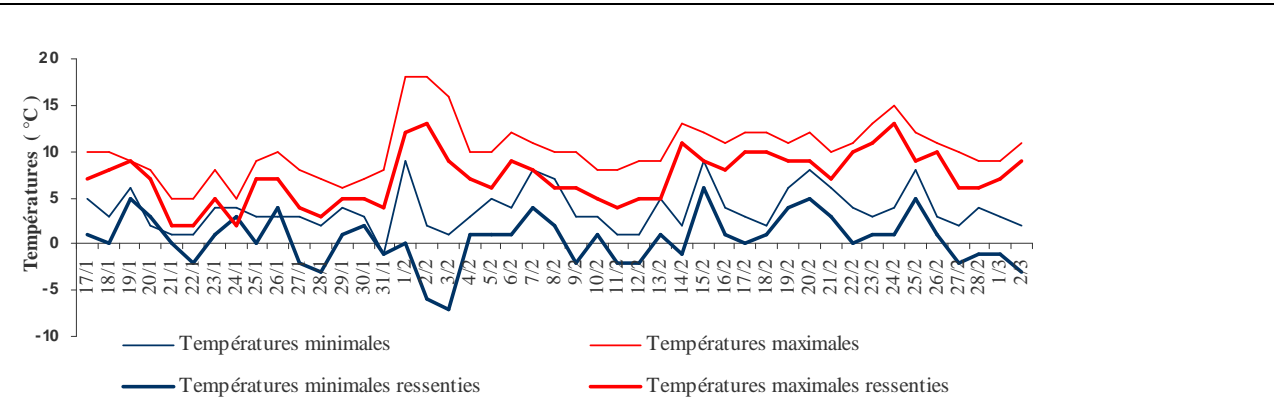 20
15
10
5
0
-5
-10
Températures ( °C )
17/1 18/1 19/1 20/1 21/1 22/1 23/1 24/1 25/1 26/1 27/1 28/1 29/1 30/1 31/1 1/2 2/2 3/2 4/2 5/2 6/2 7/2 8/2 9/2 10/2 11/2 12/2 13/2 14/2 15/2 16/2 17/2 18/2 19/2 20/2 21/2 22/2 23/2 24/2 25/2 26/2 27/2 28/2 1/3 2/3
Températures minimales Températures maximales
Températures minimales ressenties Températures maximales ressenties